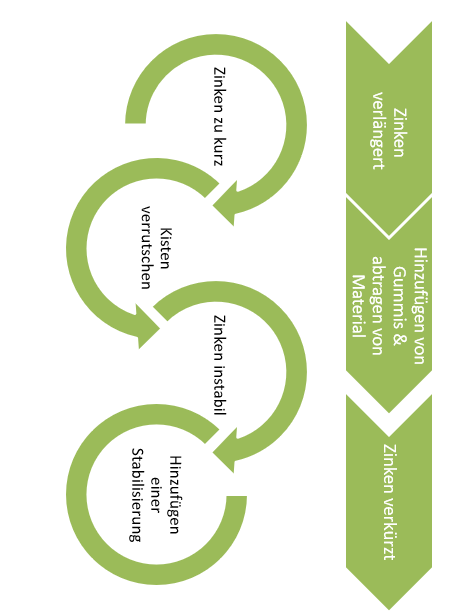 Zinken
verlängert
Hinzufügen von
Gummis &
abtragen von
Material
Zinken verkürzt
Zinken zu kurz
Kisten
verrutschen
Zinken instabil
Hinzufügen
einer
Stabilisierung